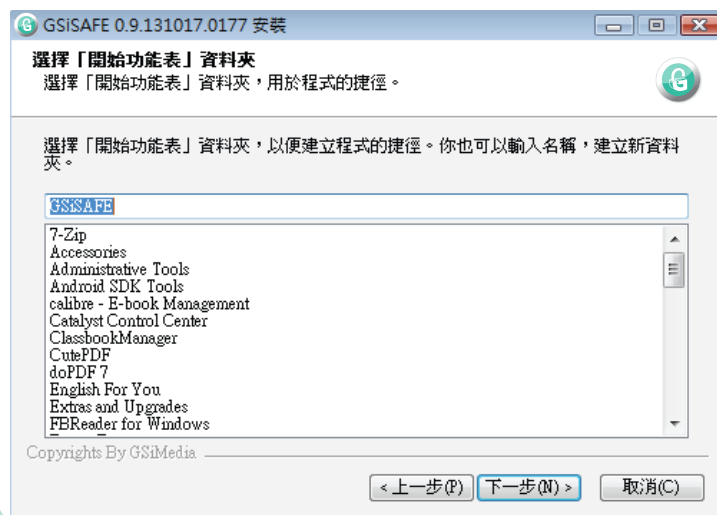 GSiSAFE 0.9.131017.0177 安裝
選擇「開始功能表」資料夾
選擇「開始功能表」資料夾，用於程式的捷徑。
選擇「開始功能表」資料夾，以便建立程式的捷徑。你也可以輸入名稱，建立新資料
夾。
GSiSAFE
7-Zip
Accessories
Administrative Tools
Android SDK Tools
calibre - E-book Management
Catalyst Control Center
ClassbookManager
CutePDF
doPDF 7
English For You
Extras and Upgrades
FBReader for Windows
Copyrights By GSiMedia
<上一步(P) 下一步(N) > 取消(C)